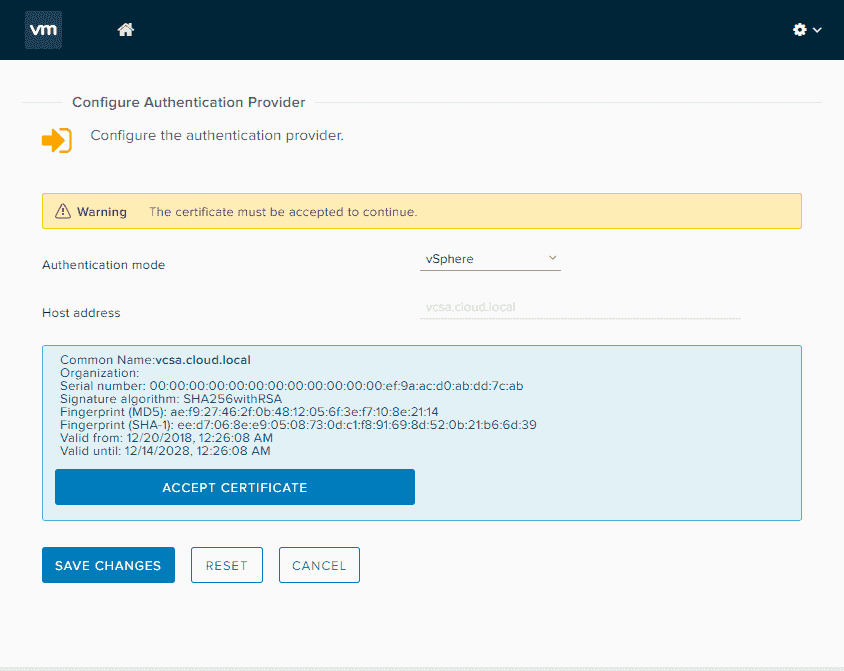 vm
Configure Authentication Provider
Configure the authentication provider.
Warning The certificate must be accepted to continue.
Authentication mode vSphere
Host address vcsa.cloud.local
Common Name:vcsa.cloud.local
Organization:
Serial number: 00:00:00:00:00:00:00:00:00:00:00:00:ef:9a:ac:d0:ab:dd:7c:ab
Signature algorithm: SHA256withRSA
Fingerprint (MD5): ae:f9:27:46:2f:0b:48:12:05:6f:3e:f7:10:8e:21:14
Fingerprint (SHA-1): ee:d7:06:8e:e9:05:08:73:0d:c1:f8:91:69:8d:52:0b:21:b6:6d:39
Valid from: 12/20/2018, 12:26:08 AM
Valid until: 12/14/2028, 12:26:08 AM
ACCEPT CERTIFICATE
SAVE CHANGES RESET CANCEL